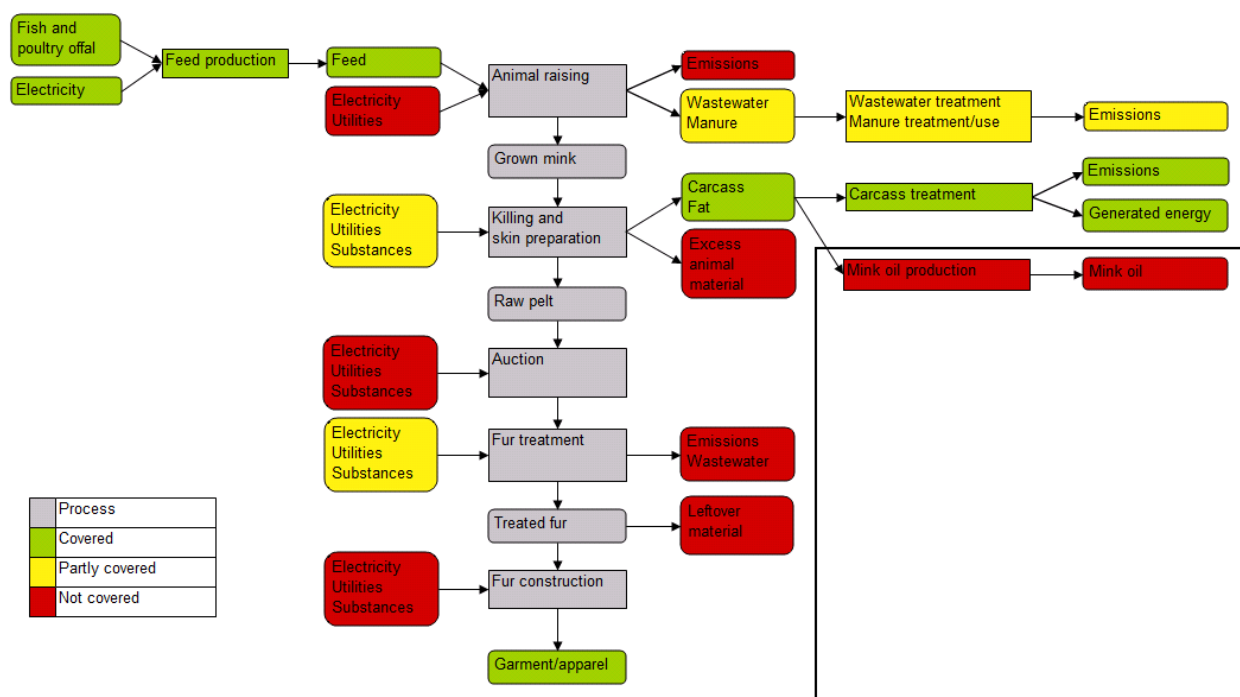 Fish and
poultry offal
Electricity
Feed production
Feed
Electricity
Utilities
Animal raising
Emissions
Wastewater
Manure
Wastewater treatment
Manure treatment/use
Emissions
Grown mink
Electricity
Utilities
Substances
Killing and
skin preparation
Carcass
Fat
Excess
animal
material
Carcass treatment
Emissions
Generated energy
Mink oil production
Mink oil
Raw pelt
Electricity
Utilities
Substances
Auction
Electricity
Utilities
Substances
Fur treatment
Emissions
Wastewater
Treated fur
Leftover
material
Electricity
Utilities
Substances
Fur construction
Garment/apparel
Process
Covered
Partly covered
Not covered